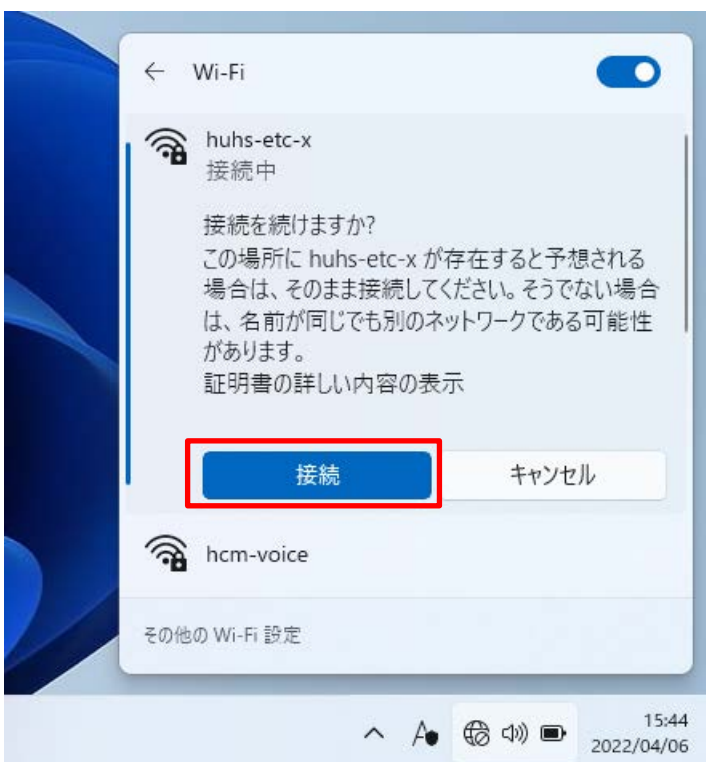 Wi-Fi
huhs-etc-x
接続中
接続を続けますか?
この場所に huhs-etc-x が存在すると予想される
場合は、そのまま接続してください。そうでない場合
は、名前が同じでも別のネットワークである可能性
があります。
証明書の詳しい内容の表示
接続 キャンセル
hcm-voice
その他の Wi-Fi 設定
A 15:44
2022/04/06